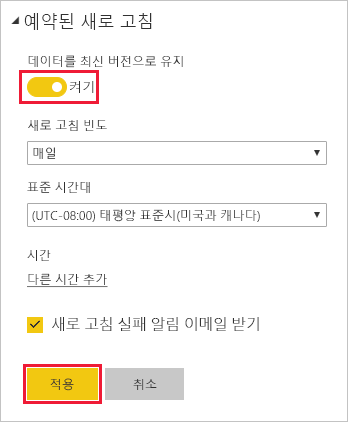 예약된 새로 고침
데이터를 최신 버전으로 유지
켜기
새로 고침 빈도
매일
표준 시간대
(UTC-08:00) 태평양 표준시(미국과 캐나다)
시간
다른 시간 추가
새로 고침 실패 알림 이메일 받기
적용 취소